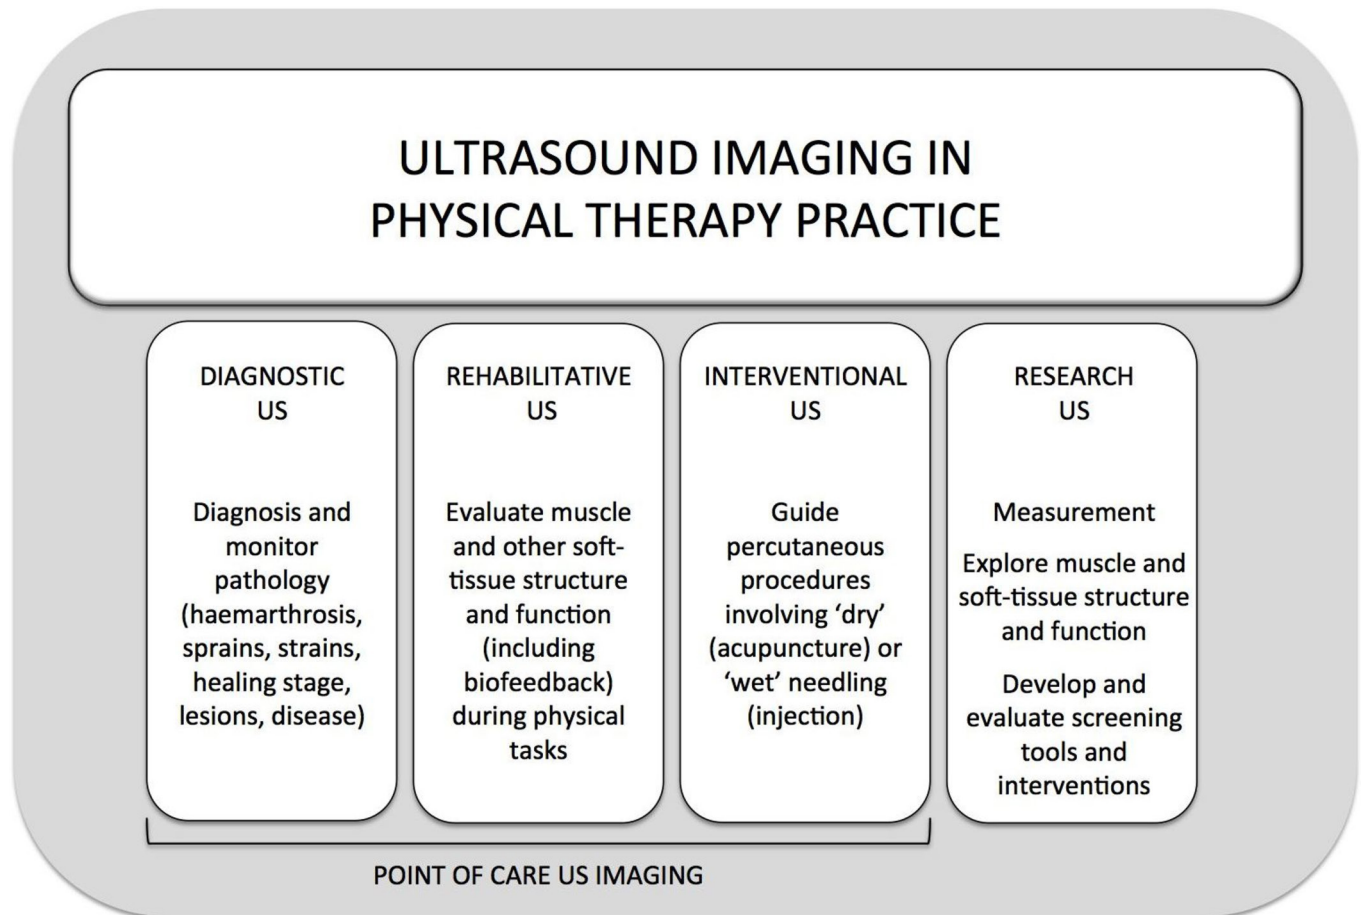 ULTRASOUND IMAGING IN
PHYSICAL THERAPY PRACTICE
DIAGNOSTIC
US
Diagnosis and
monitor
pathology
(haemarthrosis,
sprains, strains,
healing stage,
lesions, disease)
REHABILITATIVE
US
Evaluate muscle
and other soft-
tissue structure
and function
(including
biofeedback)
during physical
tasks
INTERVENTIONAL
US
Guide
percutaneous
procedures
involving ‘dry’
(acupuncture) or
‘wet’ needling
(injection)
RESEARCH
US
Measurement
Explore muscle and
soft-tissue structure
and function
Develop and
evaluate screening
tools and
interventions
POINT OF CARE US IMAGING